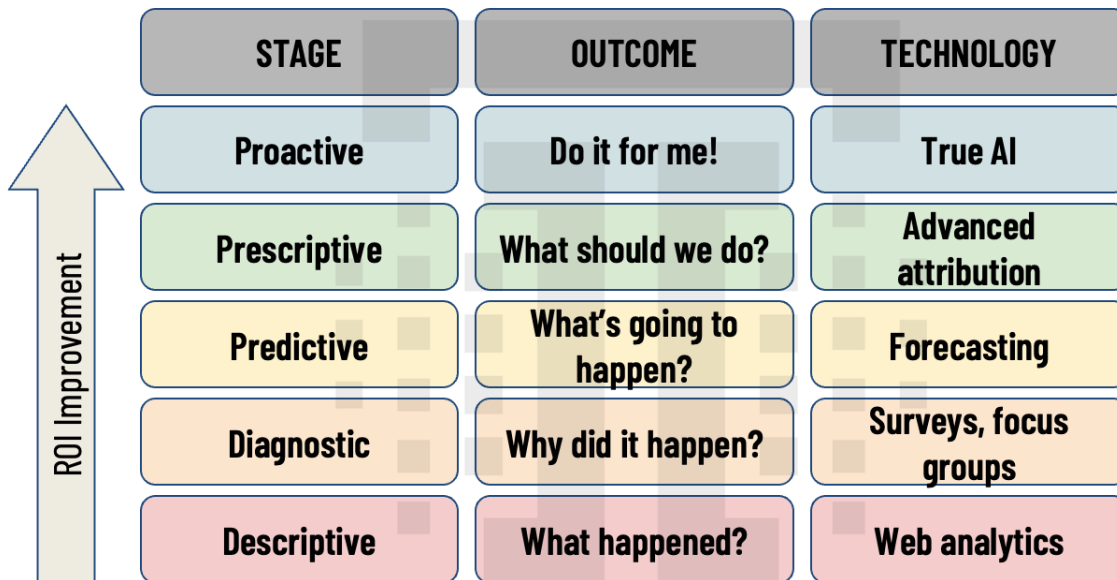 STAGE
OUTCOME
TECHNOLOGY
Proactive
Do it for me!
True AI
Prescriptive
What should we do?
Advanced
attribution
Predictive
What’s going to
happen?
Forecasting
Diagnostic
Why did it happen?
Surveys, focus
groups
Descriptive
What happened?
Web analytics
ROI Improvement